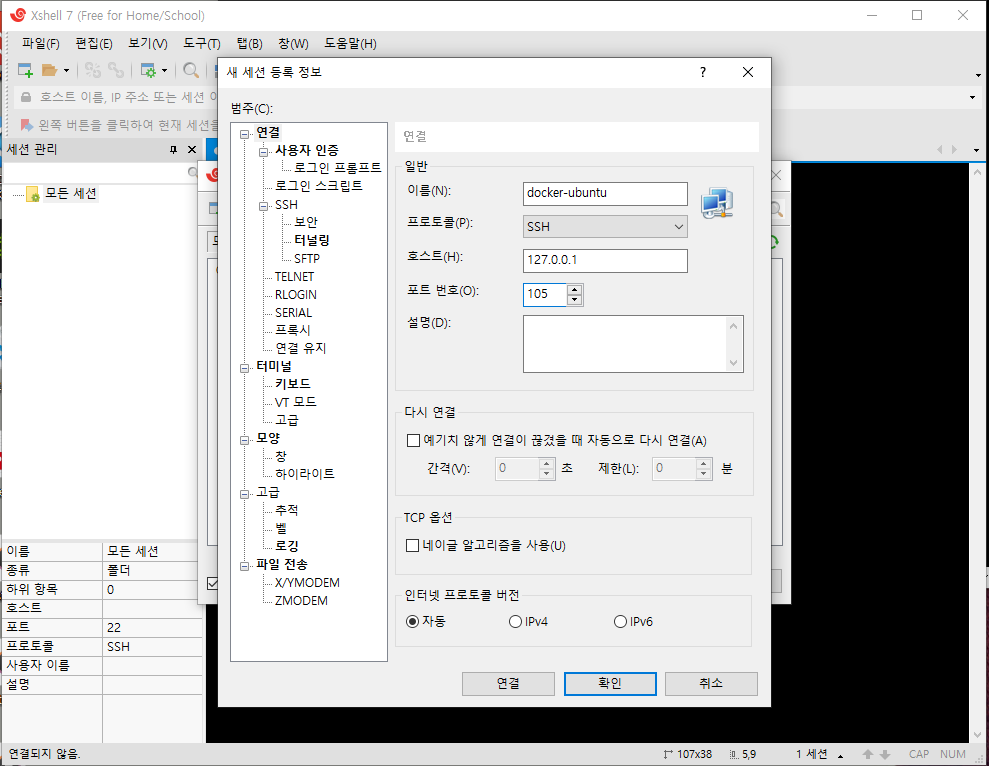 Xshell 7 (Free for Home/School)
파일(F) 편집(E) 보기(V) 도구(T) 탭(B) 창(W) 도움말(H)
호스트 이름, IP 주소 또는 세션
왼쪽 버튼을 클릭하여 현재 세션을
세션 관리
모든 세션
이름 모든 세션
종류 폴더
하위 항목 0
호스트
포트 22
프로토콜 SSH
사용자 이름
설명
새 세션 등록 정보
?
범주(C):
연결
사용자 인증
로그인 프롬프트
로그인 스크립트
SSH
보안
터널링
SFTP
TELNET
RLOGIN
SERIAL
프록시
연결 유지
터미널
키보드
VT 모드
고급
모양
창
하이라이트
고급
추적
벨
로깅
파일 전송
X/YMODEM
ZMODEM
연결
일반
이름(N): docker-ubuntu
프로토콜(P): SSH
호스트(H): 127.0.0.1
포트 번호(O): 105
설명(D):
다시 연결
예기치 않게 연결이 끊겼을 때 자동으로 다시 연결(A)
간격(V): 0 초 제한(L): 0 분
TCP 옵션
네이글 알고리즘을 사용(U)
인터넷 프로토콜 버전
자동 IPv4 IPv6
연결 확인 취소
연결되지 않음. 107x38 5,9 1 세션 CAP NUM